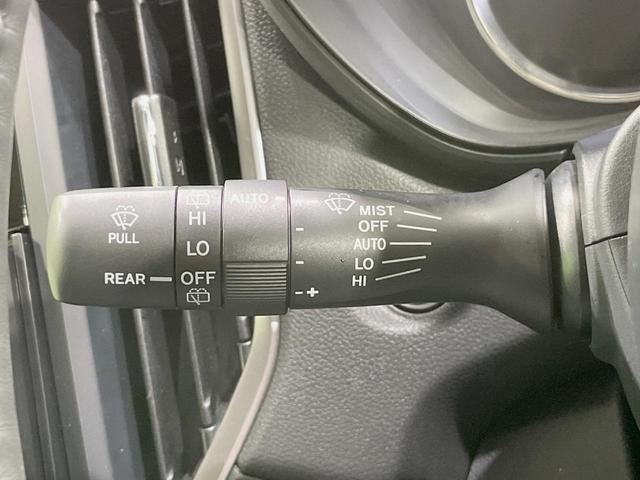 PULL
REAR
HI
LO
OFF
AUTO
- +
MIST
OFF
AUTO
LO
HI